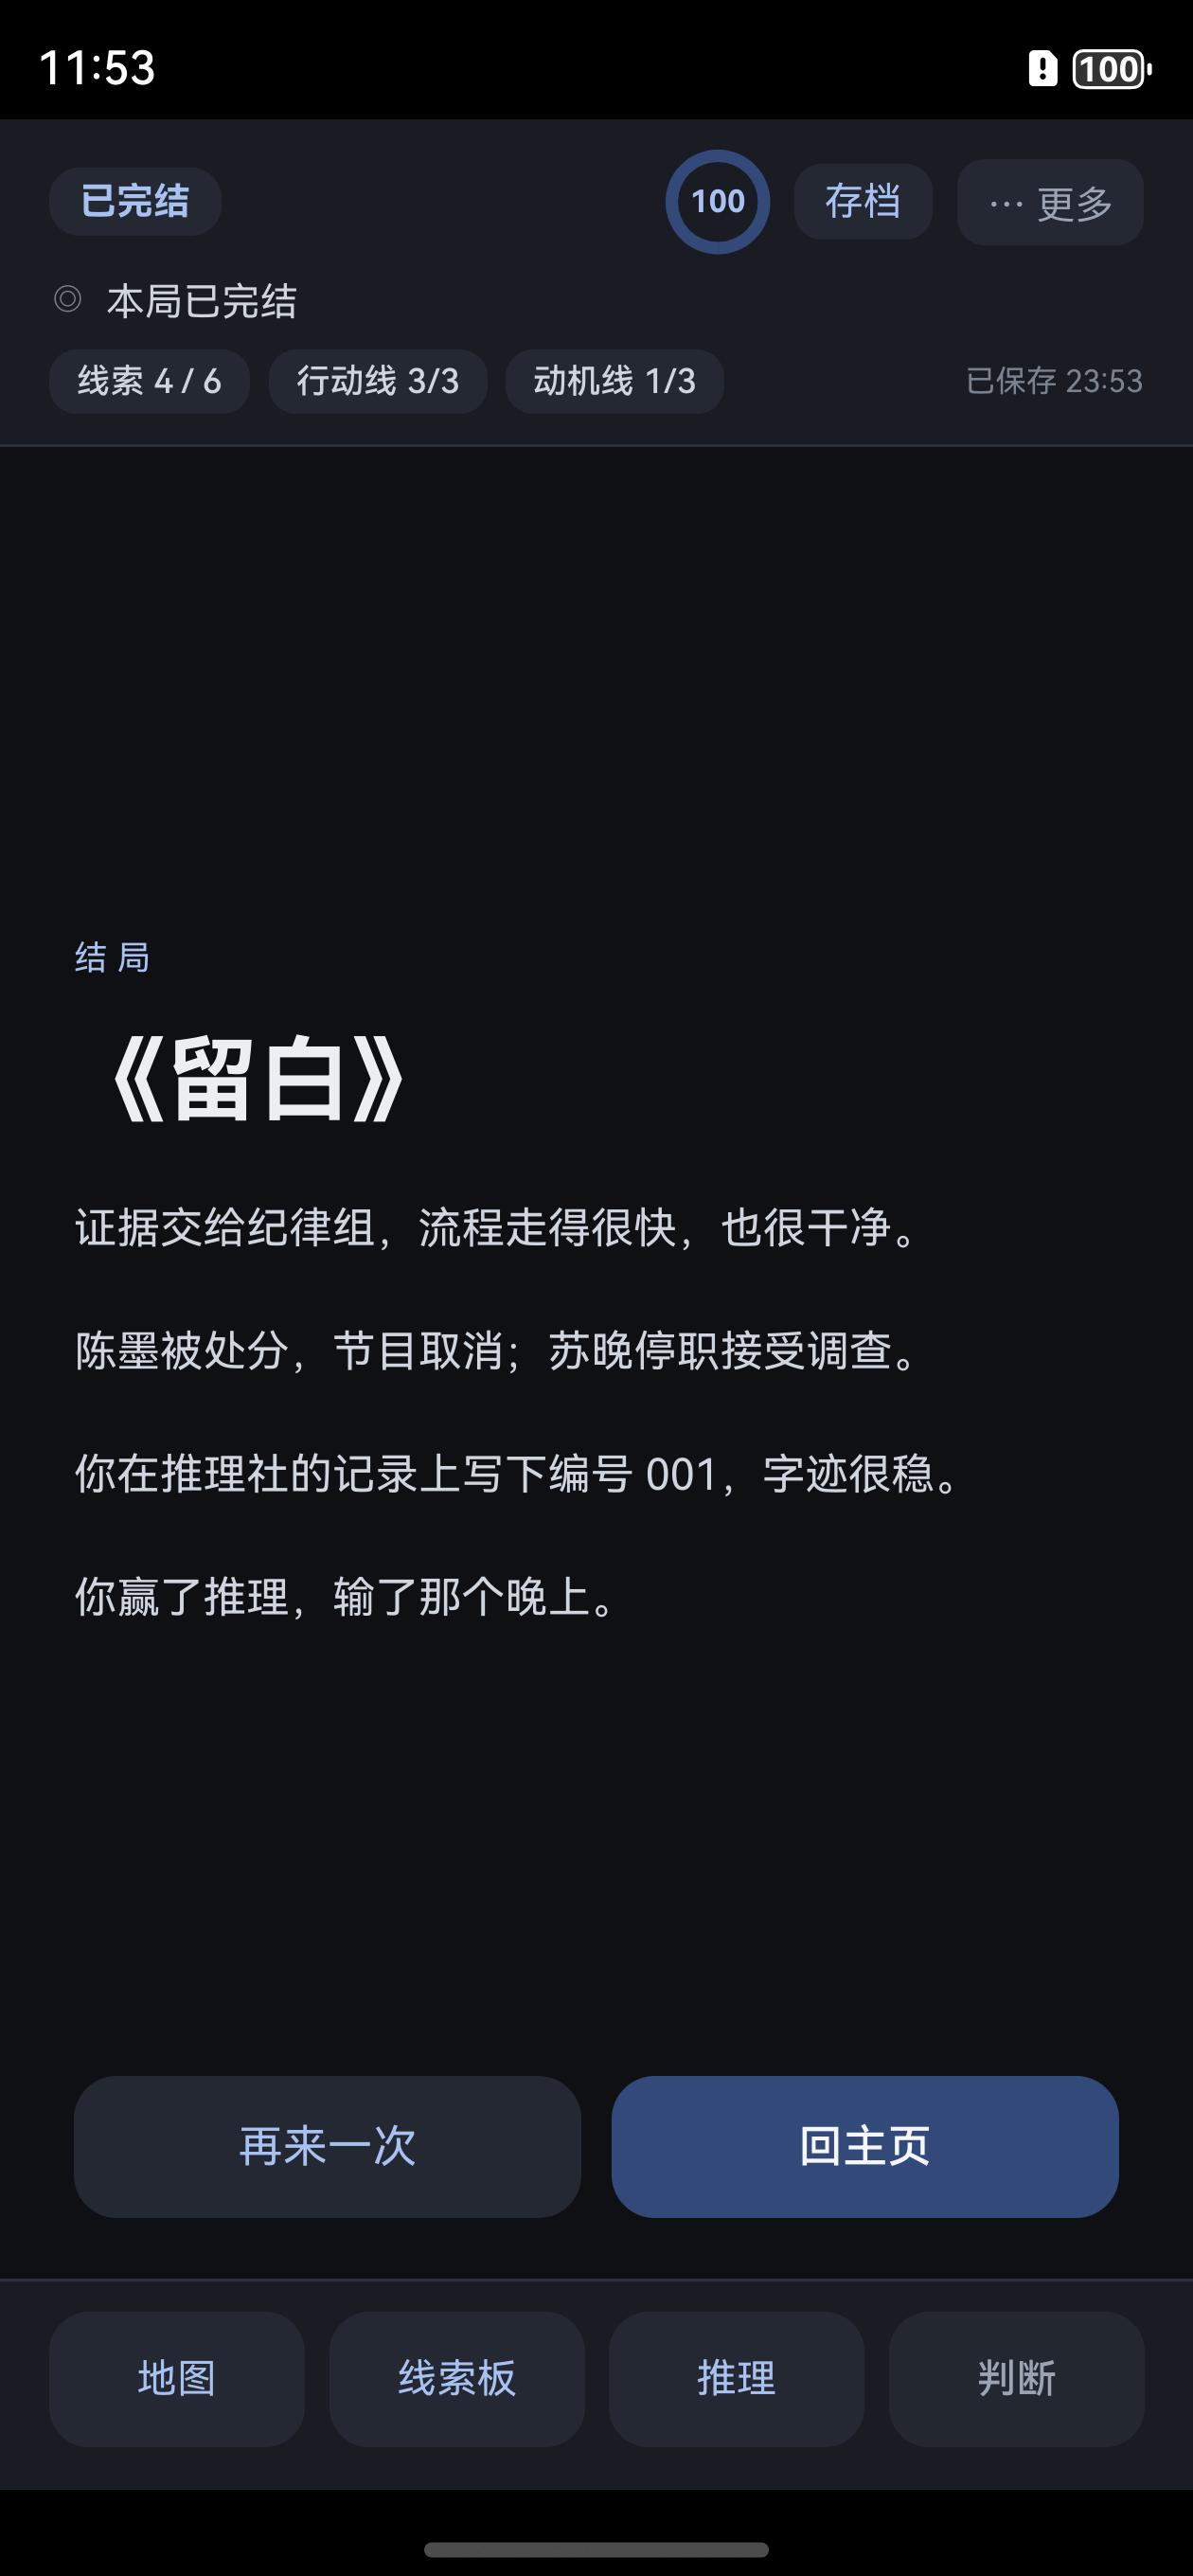 11:53
100
已完结
100
存档
··· 更多
◎ 本局已完结
线索 4 / 6
行动线 3/3
动机线 1/3
已保存 23:53
结局
《留白》
证据交给纪律组，流程走得很快，也很干净。
陈墨被处分，节目取消；苏晚停职接受调查。
你在推理社的记录上写下编号 001，字迹很稳。
你赢了推理，输了那个晚上。
再来一次
回主页
地图
线索板
推理
判断